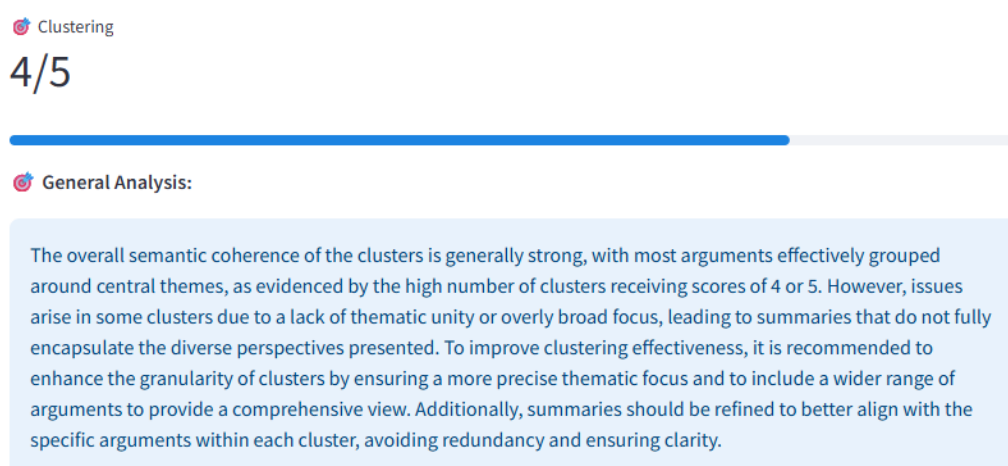 Clustering
4/5
General Analysis:
The overall semantic coherence of the clusters is generally strong, with most arguments effectively grouped
around central themes, as evidenced by the high number of clusters receiving scores of 4 or 5. However, issues
arise in some clusters due to a lack of thematic unity or overly broad focus, leading to summaries that do not fully
encapsulate the diverse perspectives presented. To improve clustering effectiveness, it is recommended to
enhance the granularity of clusters by ensuring a more precise thematic focus and to include a wider range of
arguments to provide a comprehensive view. Additionally, summaries should be refined to better align with the
specific arguments within each cluster, avoiding redundancy and ensuring clarity.